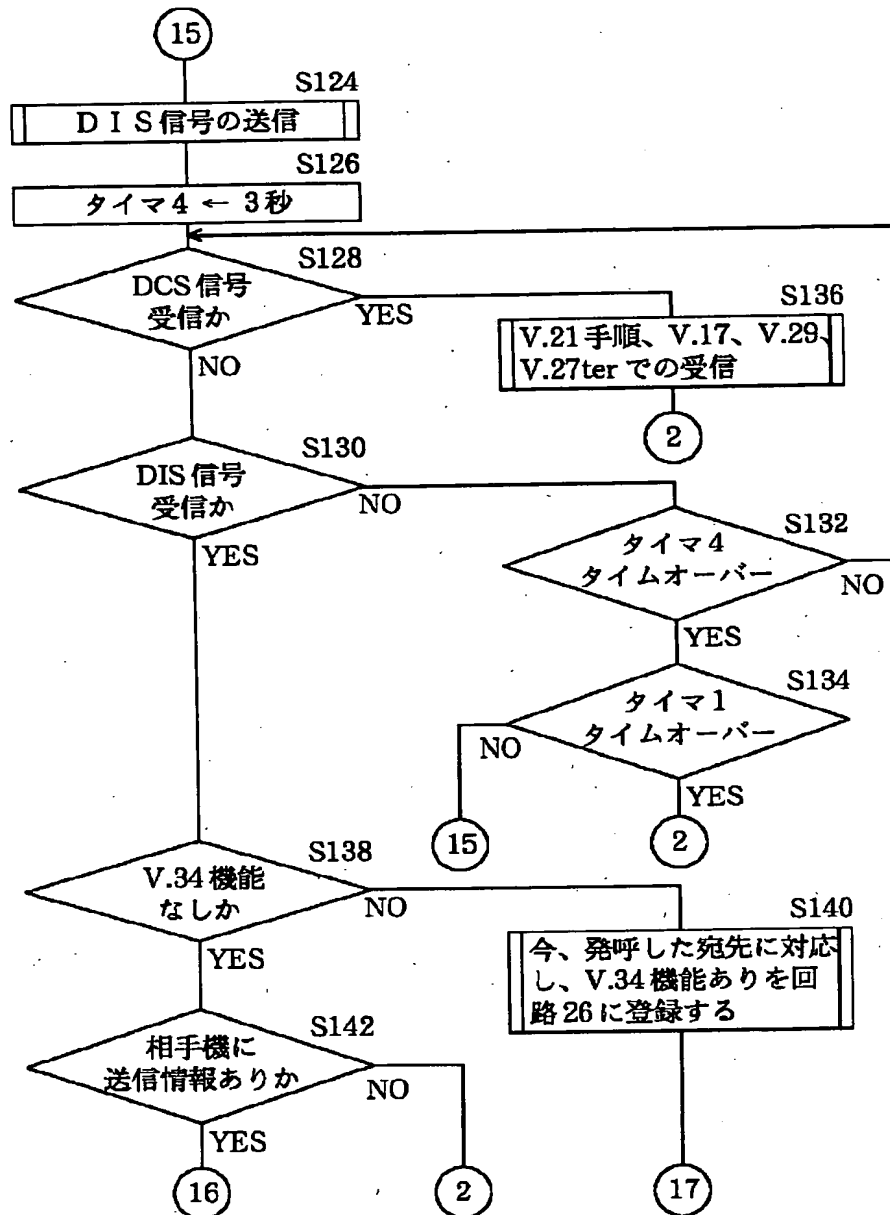 15
S124
DIS信号の送信
S126
タイマ4 ← 3秒
S128
DCS信号
受信か
YES
NO
S136
V.21手順、V.17、V.29、
V.27terでの受信
2
S130
DIS信号
受信か
NO
YES
S132
タイマ4
タイムオーバー
NO
YES
S134
タイマ1
タイムオーバー
NO
YES
15
2
S138
V.34機能
なしか
NO
YES
S140
今、発呼した宛先に対応
し、V.34機能ありを回
路26に登録する
S142
相手機に
送信情報ありか
NO
YES
16
2
17